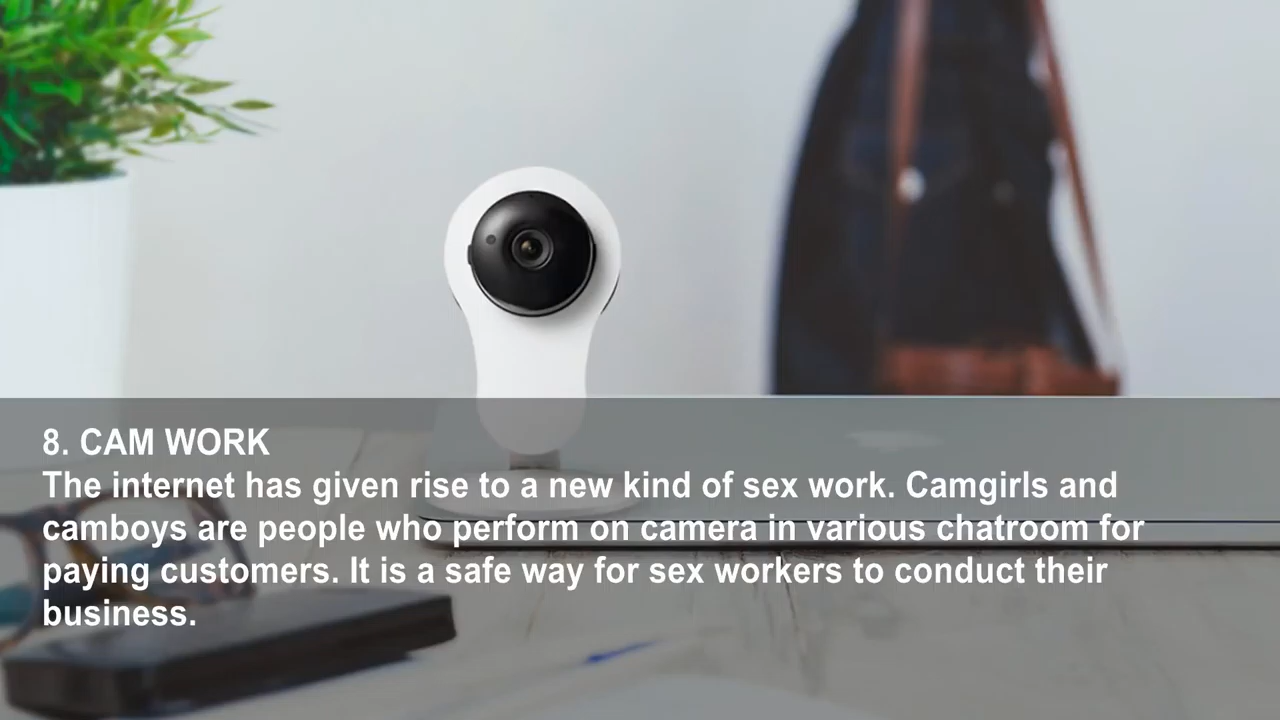 8. CAM WORK
The internet has given rise to a new kind of sex work. Camgirls and
camboys are people who perform on camera in various chatroom for
paying customers. It is a safe way for sex workers to conduct their
business.